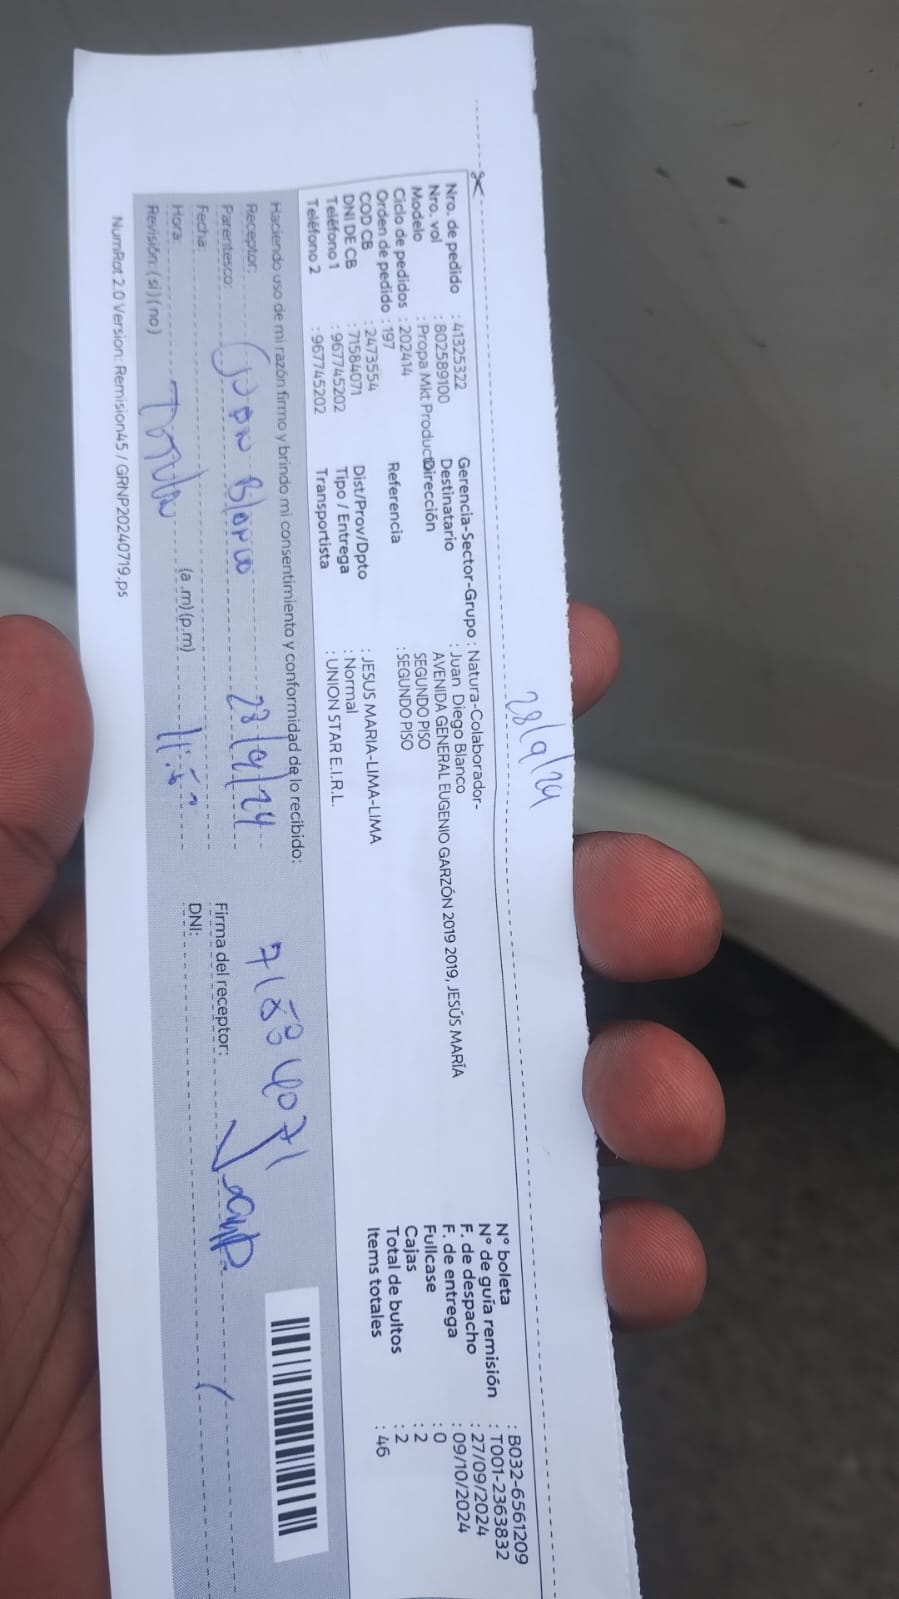 28/9/24
Nro. de pedido : 41325322
Nro. vol : 802589100
Modelo : Propa Mkt Product
Ciclo de pedidos : 202414
Orden de pedido : 197
COD CB : 2473554
DNI DE CB : 71584071
Teléfono 1 : 967745202
Teléfono 2 : 967745202
Gerencia-Sector-Grupo : Natura-Colaborador-
Destinatario : Juan Diego Blanco
Dirección AVENIDA GENERAL EUGENIO GARZÓN 2019 2019, JESÚS MARÍA
SEGUNDO PISO
Referencia : SEGUNDO PISO
Dist/Prov/Dpto : JESUS MARIA-LIMA-LIMA
Tipo / Entrega : Normal
Transportista : UNION STAR E.I.R.L.
N° boleta : B032-6561209
N° de guía remisión : T001-2363832
F. de despacho : 27/09/2024
F. de entrega : 09/10/2024
Fullcase : 0
Cajas : 2
Total de bultos : 2
Items totales : 46
Haciendo uso de mi razón firmo y brindo mi consentimiento y conformidad de lo recibido:
Receptor: Juan Blanco
Parentesco:
28/9/24
Fecha:
Hora: (a.m)(p.m)
Revisión: (si)(no)
71584071
Firma del receptor:
DNI:
NumRot 2.0 Version: Remision45 / GRNP20240719.ps